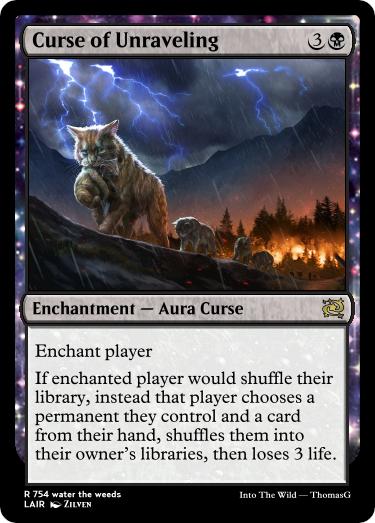 Curse of Unraveling 3
Enchantment — Aura Curse
Enchant player
If enchanted player would shuffle their
library, instead that player chooses a
permanent they control and a card
from their hand, shuffles them into
their owner's libraries, then loses 3 life.
R 754 water the weeds
LAIR ZILVEN
Into The Wild — ThomasG